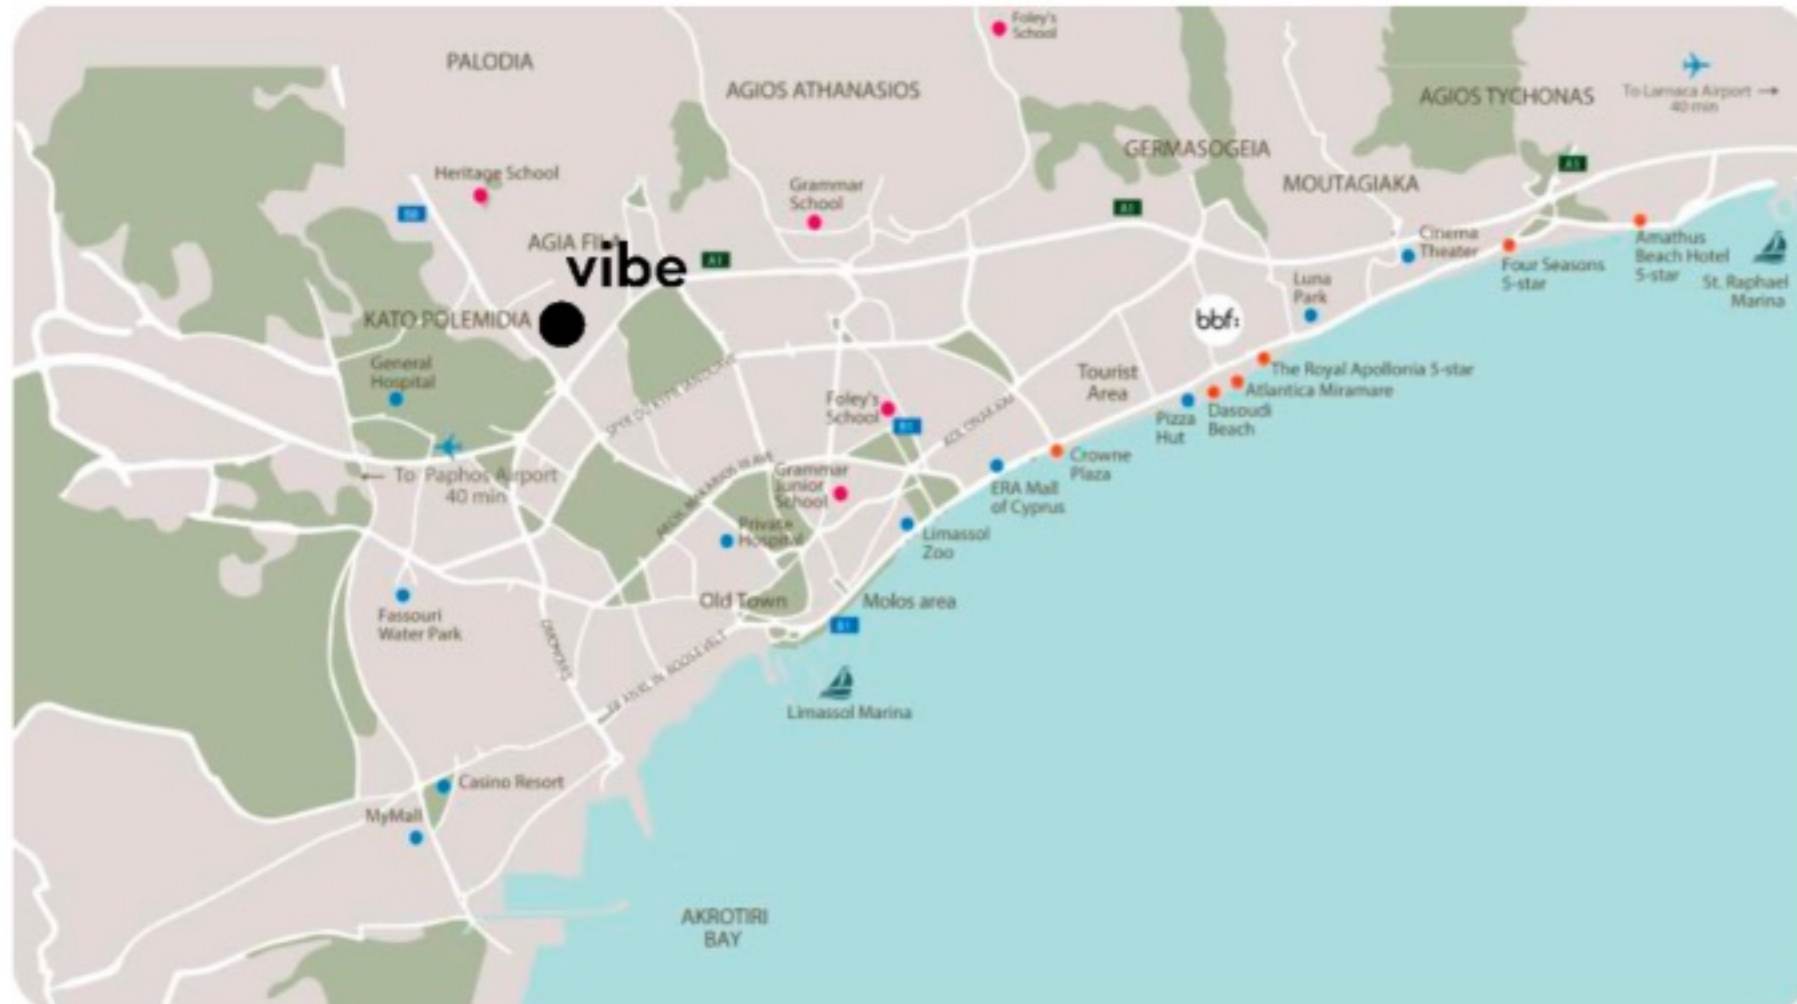 Foley's
School
PALODIA
AGIOS ATHANASIOS
AGIOS TYCHONAS
To Larnaca Airport →
40 min
GERMASOGEIA
MOUTAGIAKA
A1
Heritage School
Grammar
School
B8
A1
AGIA FILA
vibe
A1
Cinema
Theater
Four Seasons
5-star
Amathus
Beach Hotel
5-star
St. Raphael
Marina
Luna
Park
KATO POLEMIDIA
bbf:
General
Hospital
The Royal Apollonia 5-star
Atlantica Miramare
Tourist
Area
Pizza
Hut
Dasoudi
Beach
Foley's
School
B1
Crowne
Plaza
← To Paphos Airport
40 min
Grammar
Junior
School
ERA Mall
of Cyprus
Private
Hospital
Limassol
Zoo
Fassouri
Water Park
Old Town
Molos area
B1
OMONIAS
FRANKLIN ROOSEVELT
Limassol Marina
Casino Resort
MyMall
AKROTIRI
BAY